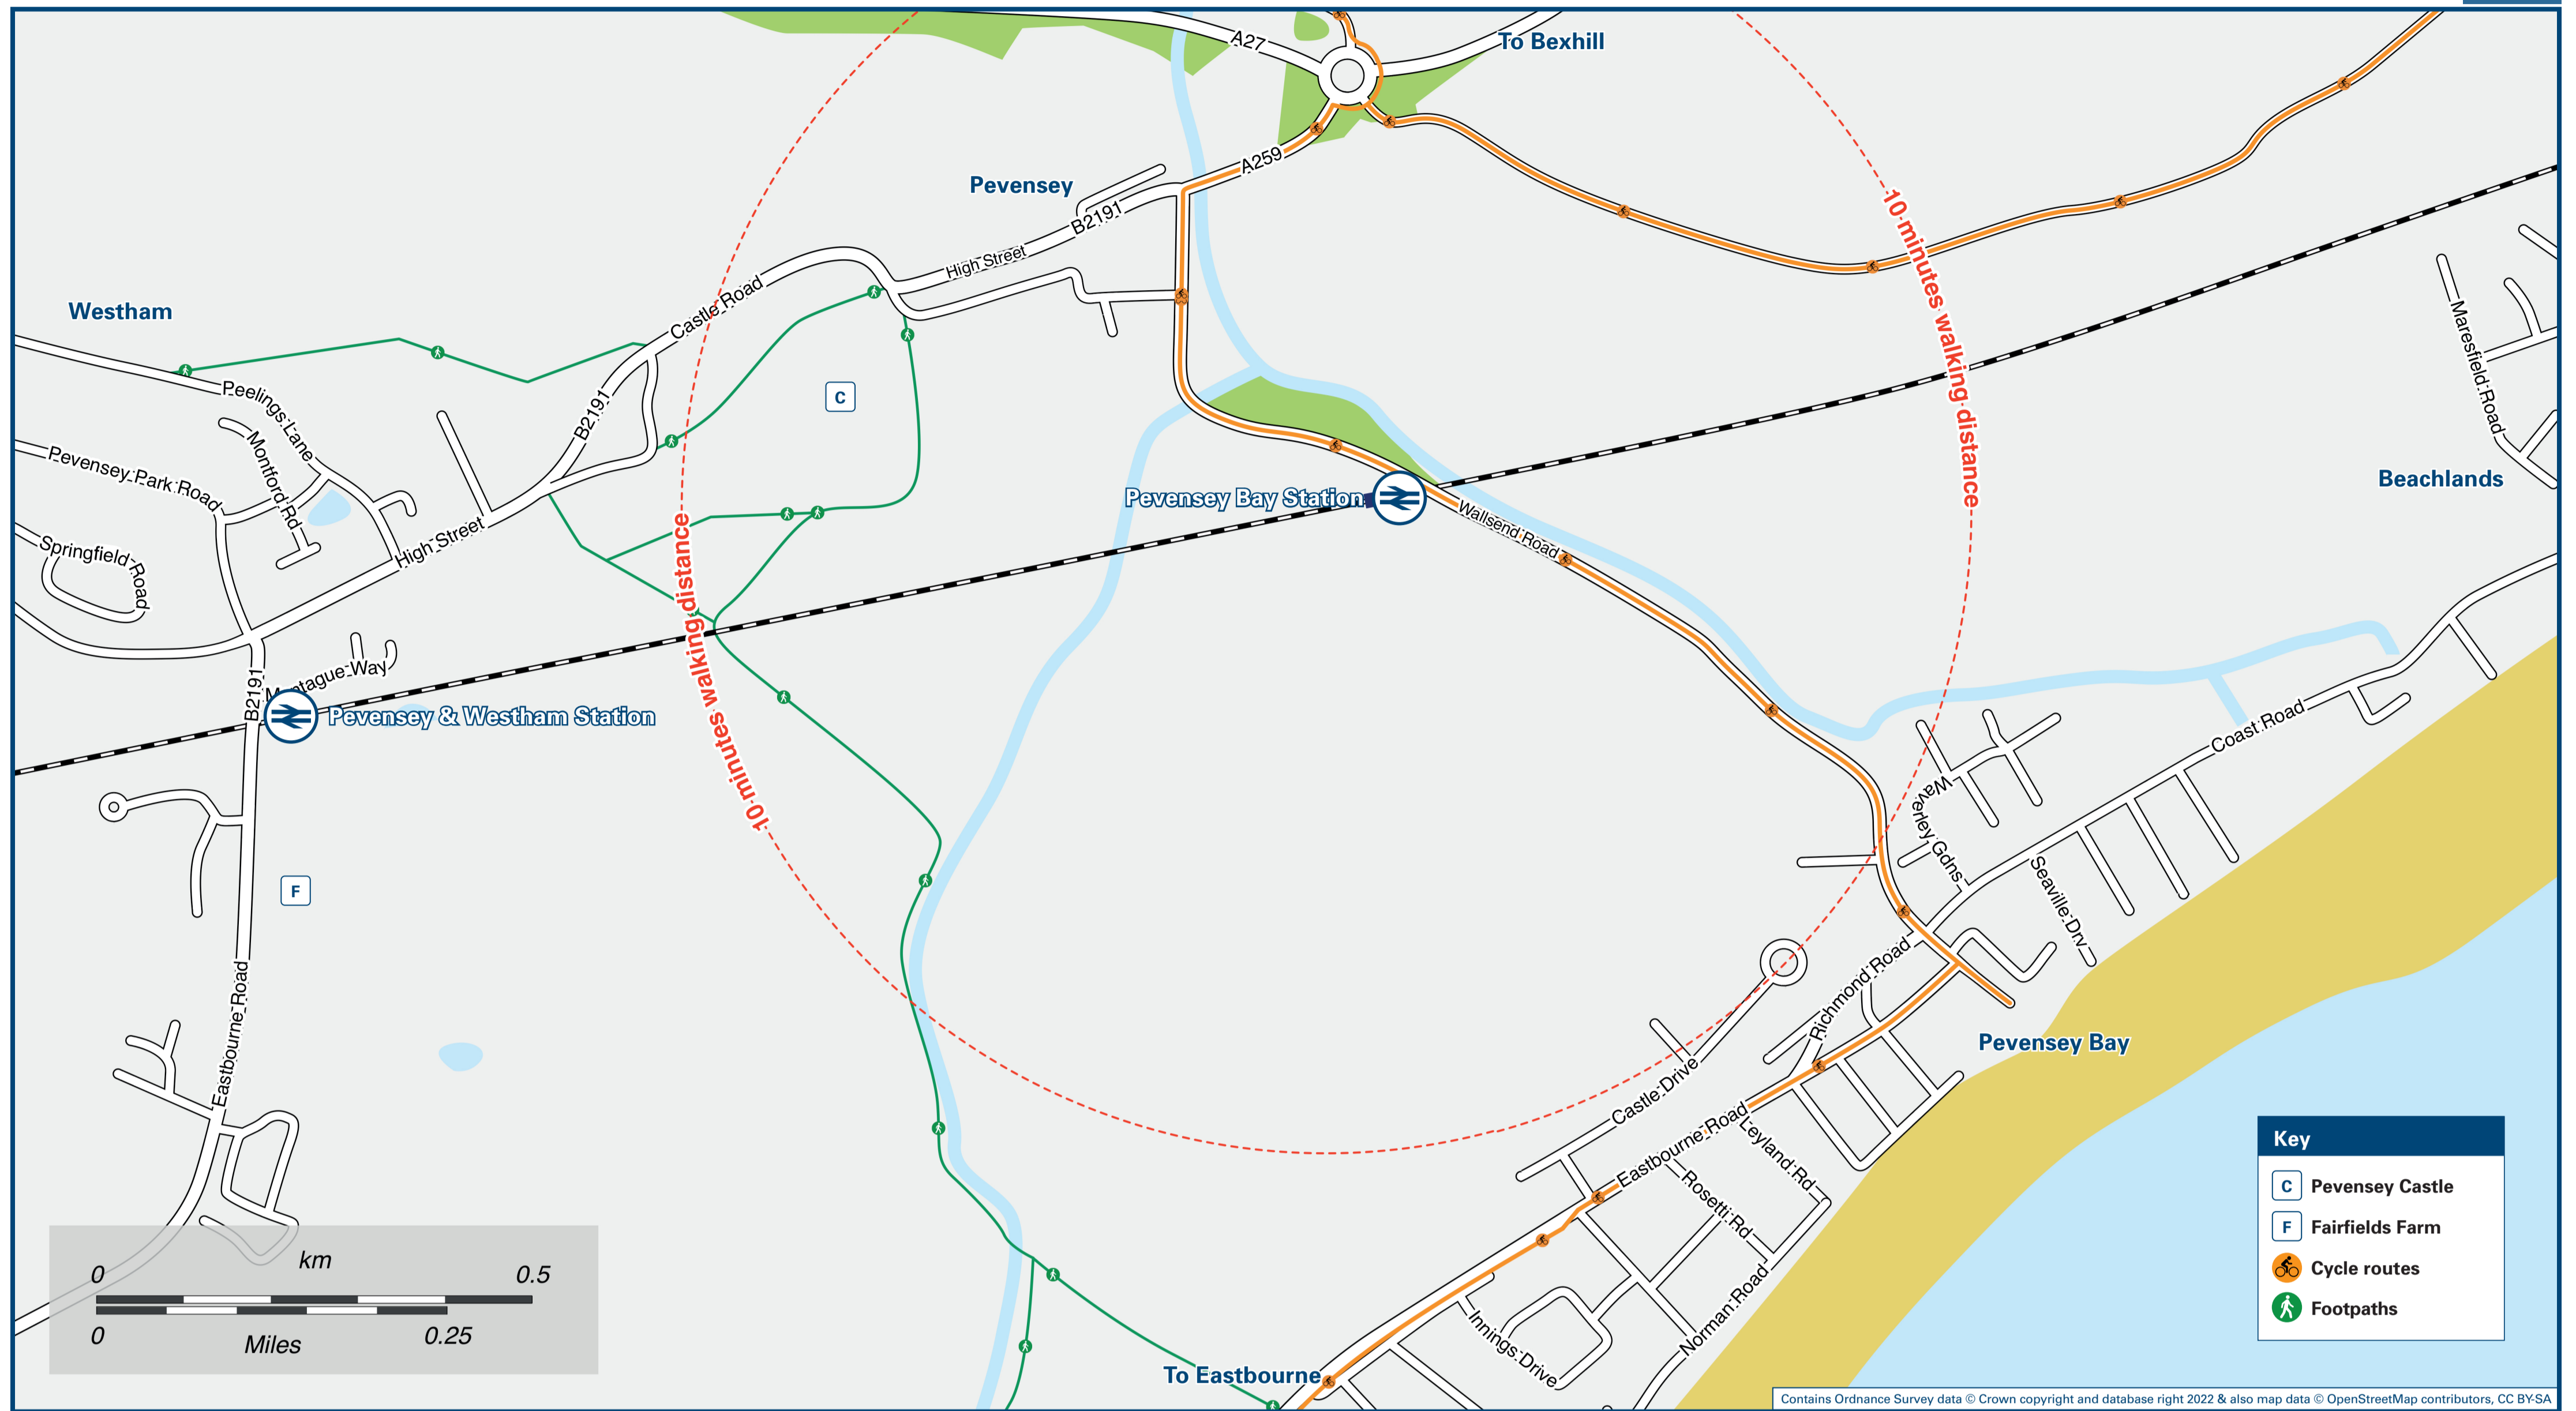 A27
To Bexhill
A259
Pevensey
B2191
High Street
Castle Road
Westham
Peelings Lane
B2191
C
Montford Rd
Pevensey Park Road
Springfield Road
High Street
10 minutes walking distance
10 minutes walking distance
Maresfield Road
Beachlands
Pevensey Bay Station
Wallsend Road
B2191
Montague Way
Pevensey & Westham Station
F
Eastbourne Road
Coast Road
Waverley Gdns
Seaville Drv
Richmond Road
Pevensey Bay
Castle Drive
Eastbourne Road
Leyland Rd
Rosetti Rd
Norman Road
Innings Drive
To Eastbourne
km
0 0.5
0 0.25
Miles
Key
C Pevensey Castle
F Fairfields Farm
Cycle routes
Footpaths
Contains Ordnance Survey data © Crown copyright and database right 2022 & also map data © OpenStreetMap contributors, CC BY-SA